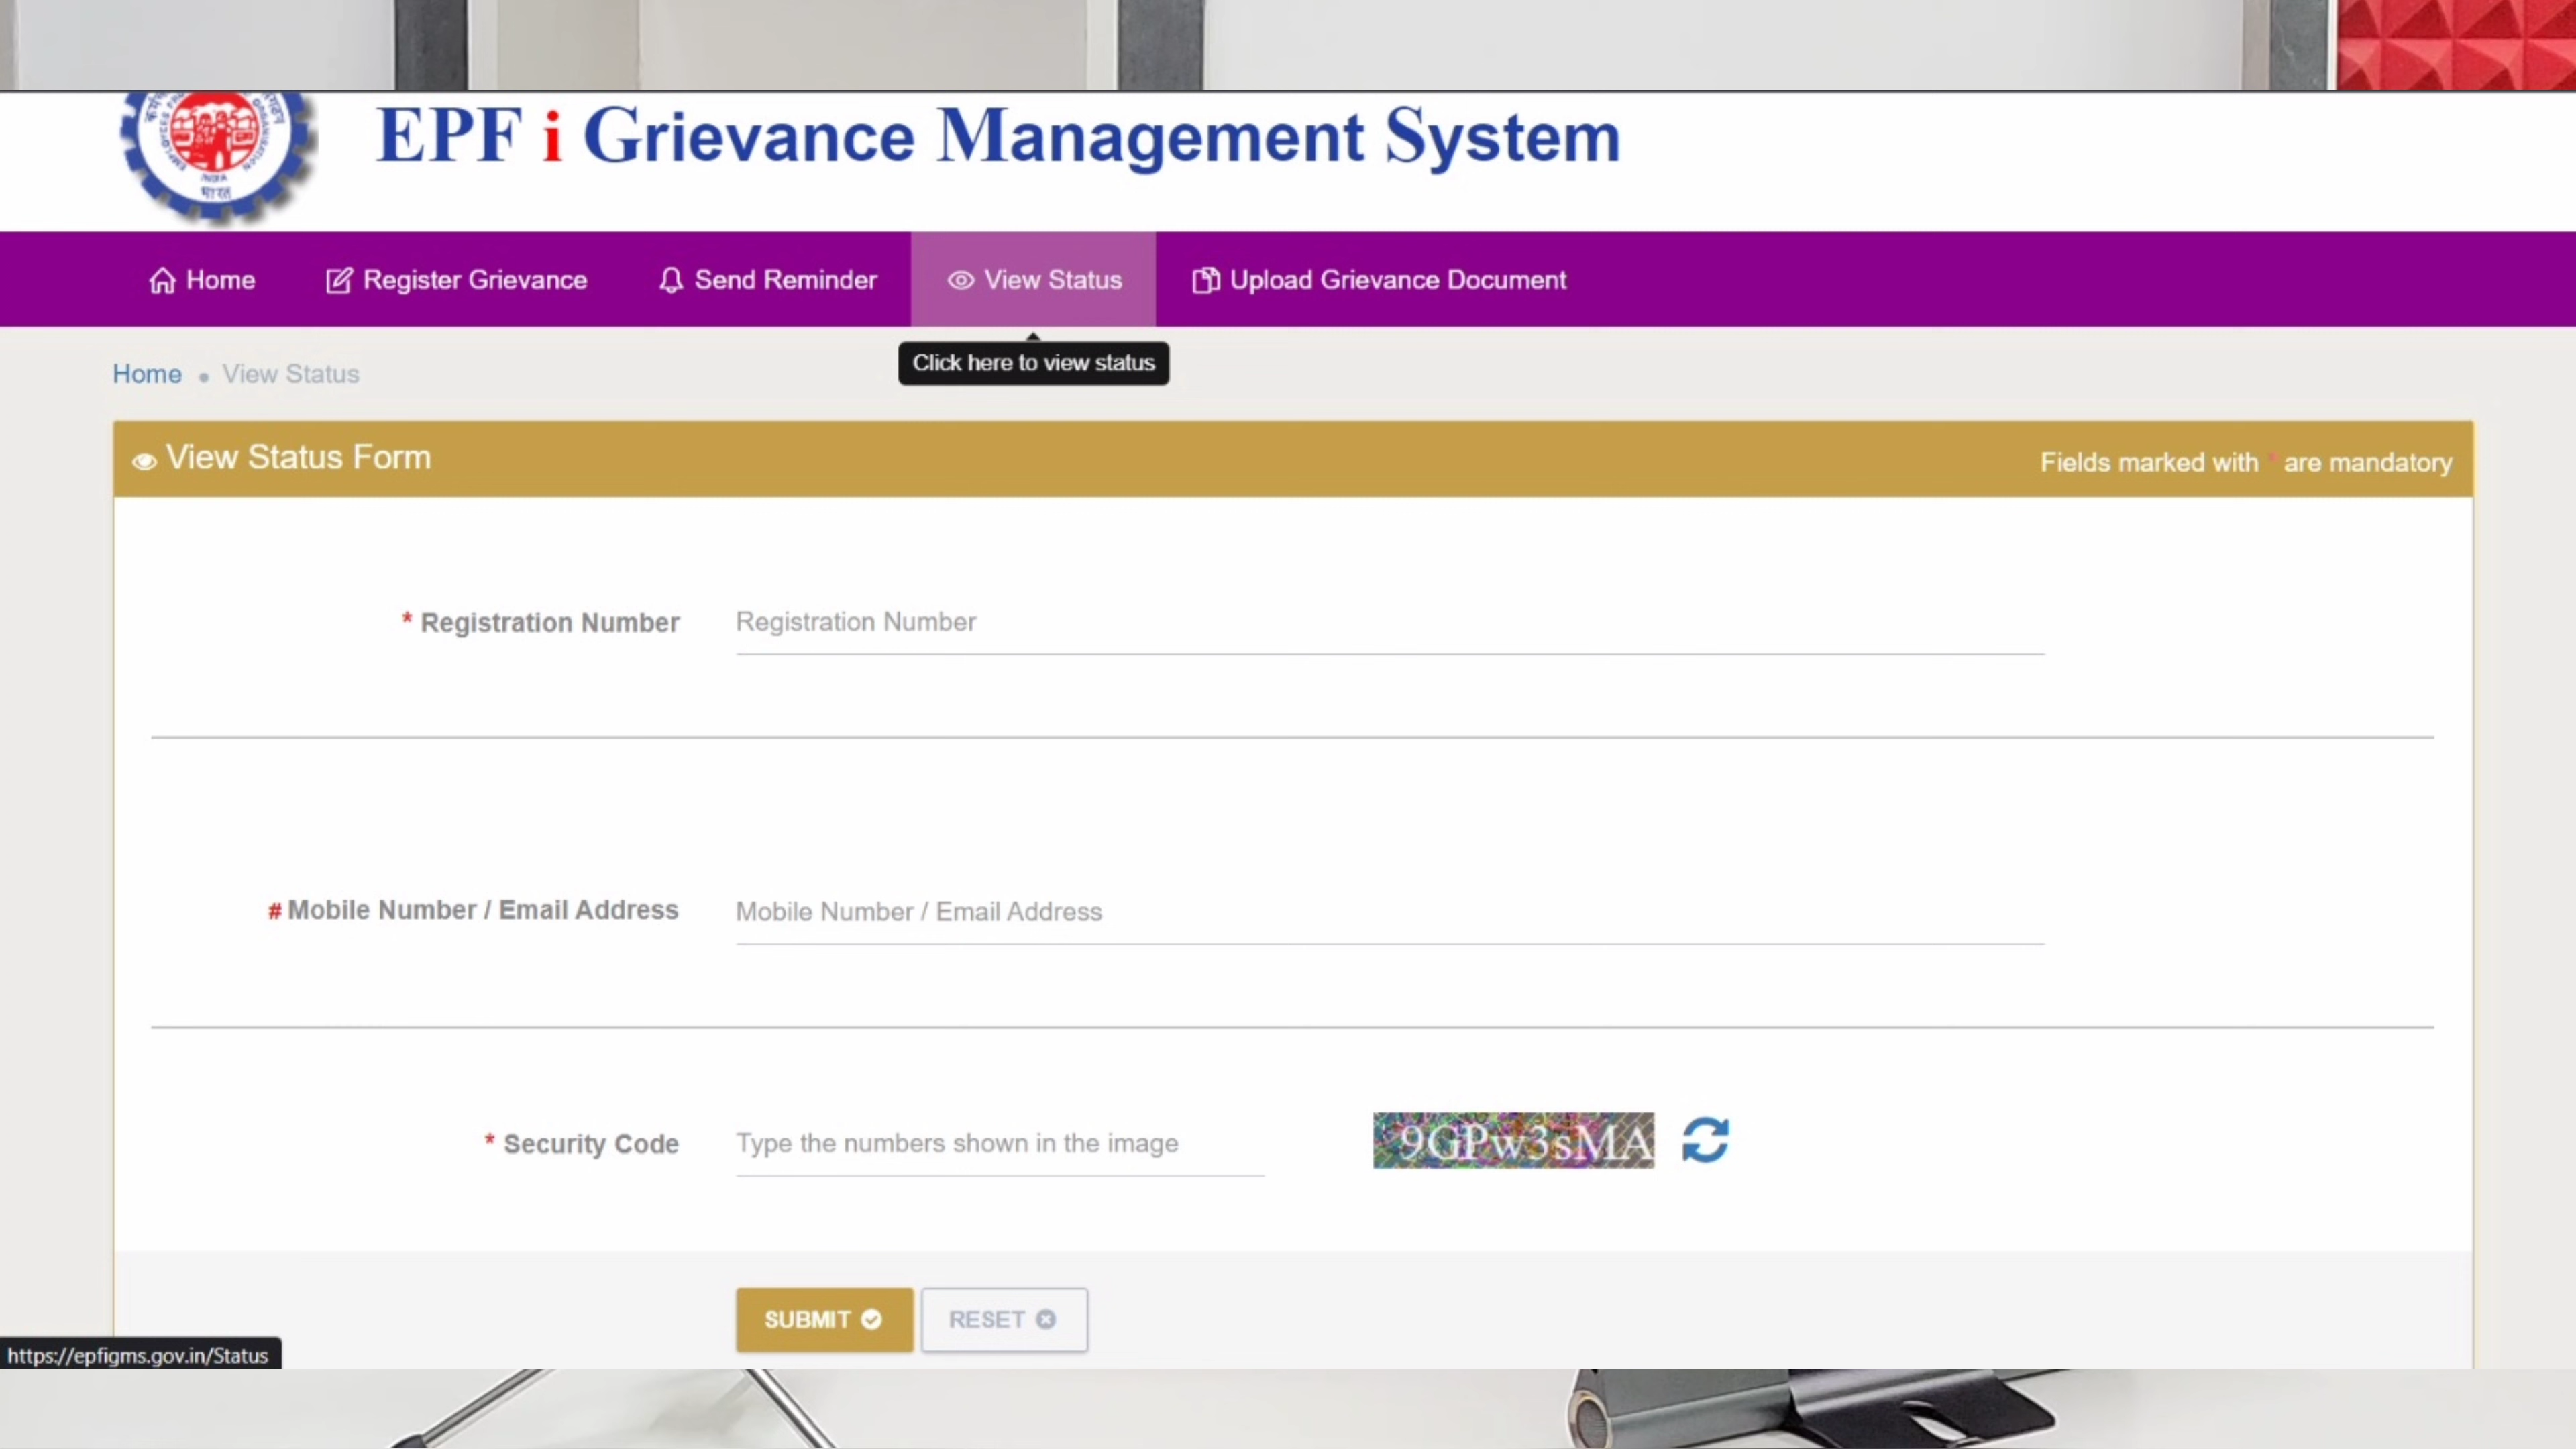 INDIA
भारत
EPF i Grievance Management System
Home Register Grievance Send Reminder View Status Upload Grievance Document
Click here to view status
Home • View Status
View Status Form
Fields marked with * are mandatory
* Registration Number Registration Number
# Mobile Number / Email Address Mobile Number / Email Address
* Security Code Type the numbers shown in the image 9GPw3sMA
SUBMIT RESET
https://epfigms.gov.in/Status